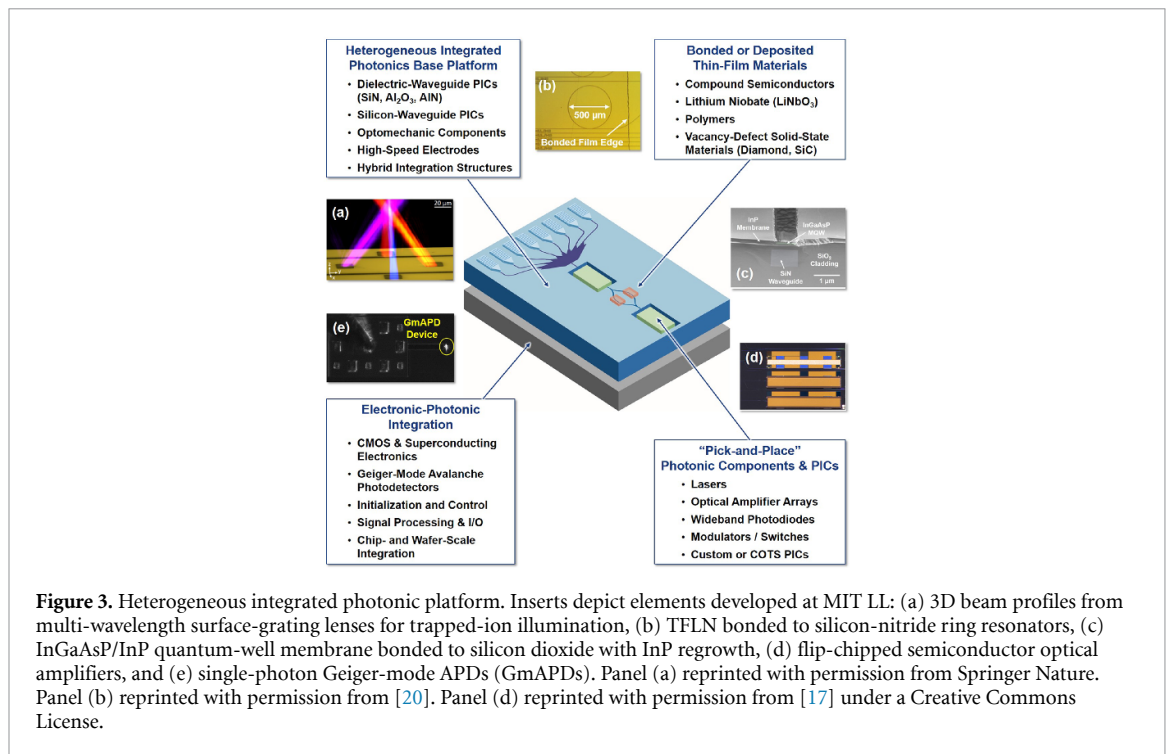 Heterogeneous Integrated
Photonics Base Platform
• Dielectric-Waveguide PICs
(SiN, Al₂O₃, AlN)
• Silicon-Waveguide PICs
• Optomechanic Components
• High-Speed Electrodes
• Hybrid Integration Structures
(b)
500 µm
Bonded Film Edge
Bonded or Deposited
Thin-Film Materials
• Compound Semiconductors
• Lithium Niobate (LiNbO₃)
• Polymers
• Vacancy-Defect Solid-State
Materials (Diamond, SiC)
(a)
20 µm
InP
Membrane
InGaAsP
MQW
SiO₂
Cladding
(c)
SiN
Waveguide
1 µm
(e)
GmAPD
Device
(d)
Electronic-Photonic
Integration
• CMOS & Superconducting
Electronics
• Geiger-Mode Avalanche
Photodetectors
• Initialization and Control
• Signal Processing & I/O
• Chip- and Wafer-Scale
Integration
“Pick-and-Place”
Photonic Components & PICs
• Lasers
• Optical Amplifier Arrays
• Wideband Photodiodes
• Modulators / Switches
• Custom or COTS PICs
Figure 3. Heterogeneous integrated photonic platform. Inserts depict elements developed at MIT LL: (a) 3D beam profiles from
multi-wavelength surface-grating lenses for trapped-ion illumination, (b) TFLN bonded to silicon-nitride ring resonators, (c)
InGaAsP/InP quantum-well membrane bonded to silicon dioxide with InP regrowth, (d) flip-chipped semiconductor optical
amplifiers, and (e) single-photon Geiger-mode APDs (GmAPDs). Panel (a) reprinted with permission from Springer Nature.
Panel (b) reprinted with permission from [20]. Panel (d) reprinted with permission from [17] under a Creative Commons
License.